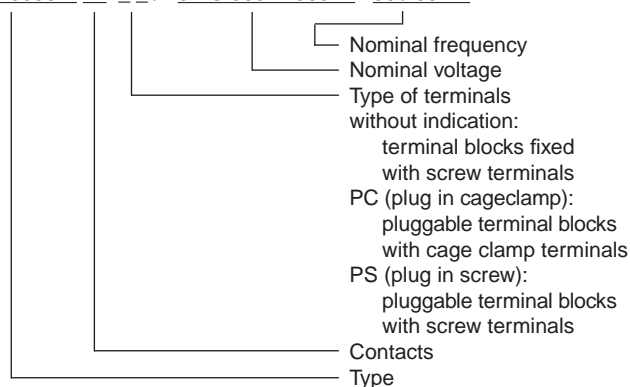 Nominal frequency
Nominal voltage
Type of terminals
without indication:
terminal blocks fixed
with screw terminals
PC (plug in cageclamp):
pluggable terminal blocks
with cage clamp terminals
PS (plug in screw):
pluggable terminal blocks
with screw terminals
Contacts
Type